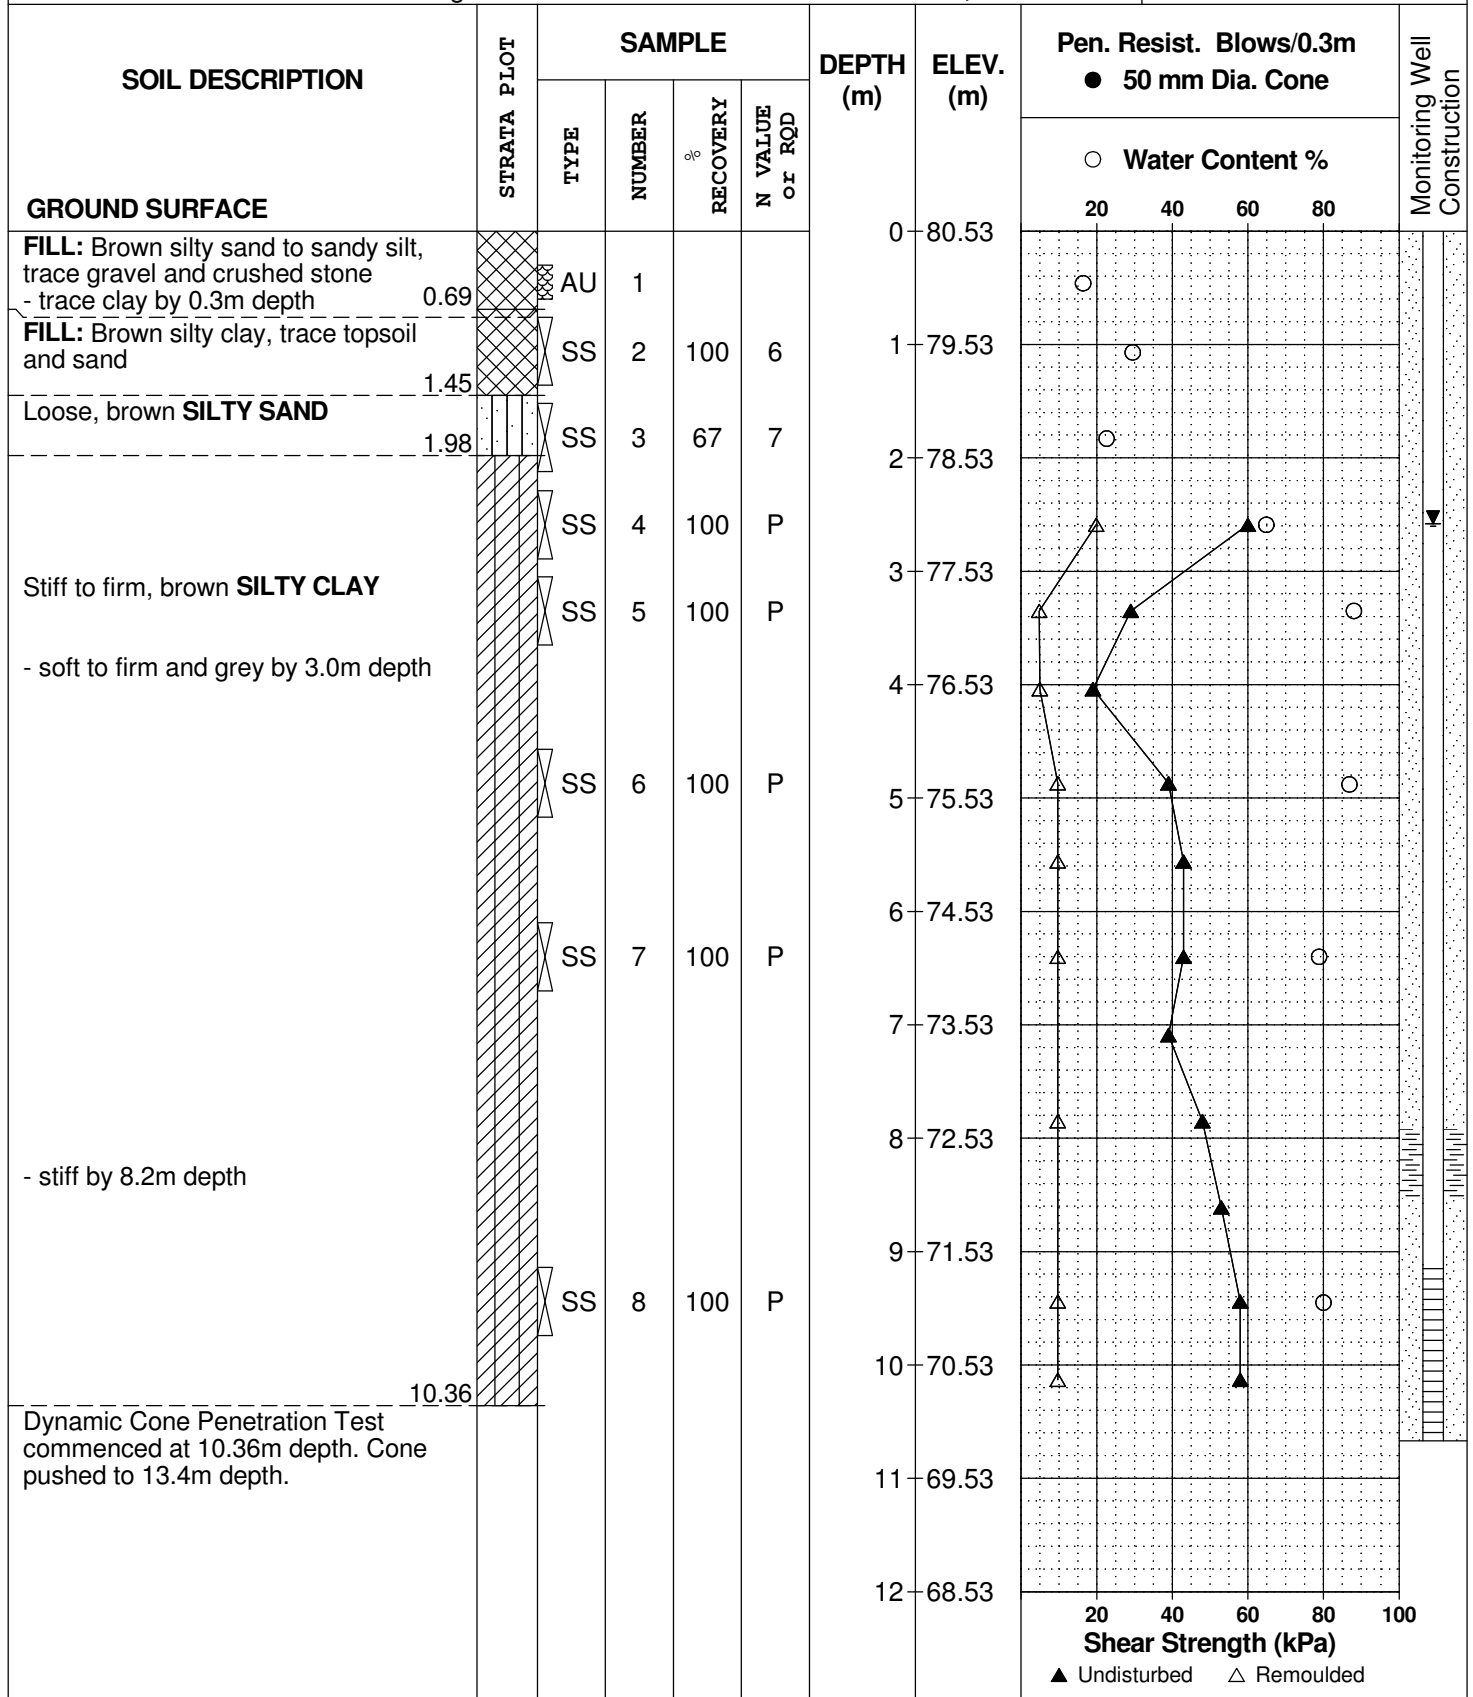 SOIL DESCRIPTION
GROUND SURFACE
STRATA PLOT
SAMPLE
TYPE
NUMBER
%
RECOVERY
N VALUE
or RQD
DEPTH
(m)
ELEV.
(m)
Pen. Resist. Blows/0.3m
● 50 mm Dia. Cone
○ Water Content %
20 40 60 80
Monitoring Well
Construction
0 80.53
FILL: Brown silty sand to sandy silt,
trace gravel and crushed stone
- trace clay by 0.3m depth 0.69
AU 1
FILL: Brown silty clay, trace topsoil
and sand
1.45
SS 2 100 6
1 79.53
Loose, brown SILTY SAND
1.98
SS 3 67 7
2 78.53
SS 4 100 P
3 77.53
Stiff to firm, brown SILTY CLAY
SS 5 100 P
- soft to firm and grey by 3.0m depth
4 76.53
SS 6 100 P
5 75.53
6 74.53
SS 7 100 P
7 73.53
8 72.53
- stiff by 8.2m depth
9 71.53
SS 8 100 P
10 70.53
10.36
Dynamic Cone Penetration Test
commenced at 10.36m depth. Cone
pushed to 13.4m depth.
11 69.53
12 68.53
20 40 60 80 100
Shear Strength (kPa)
▲ Undisturbed △ Remoulded